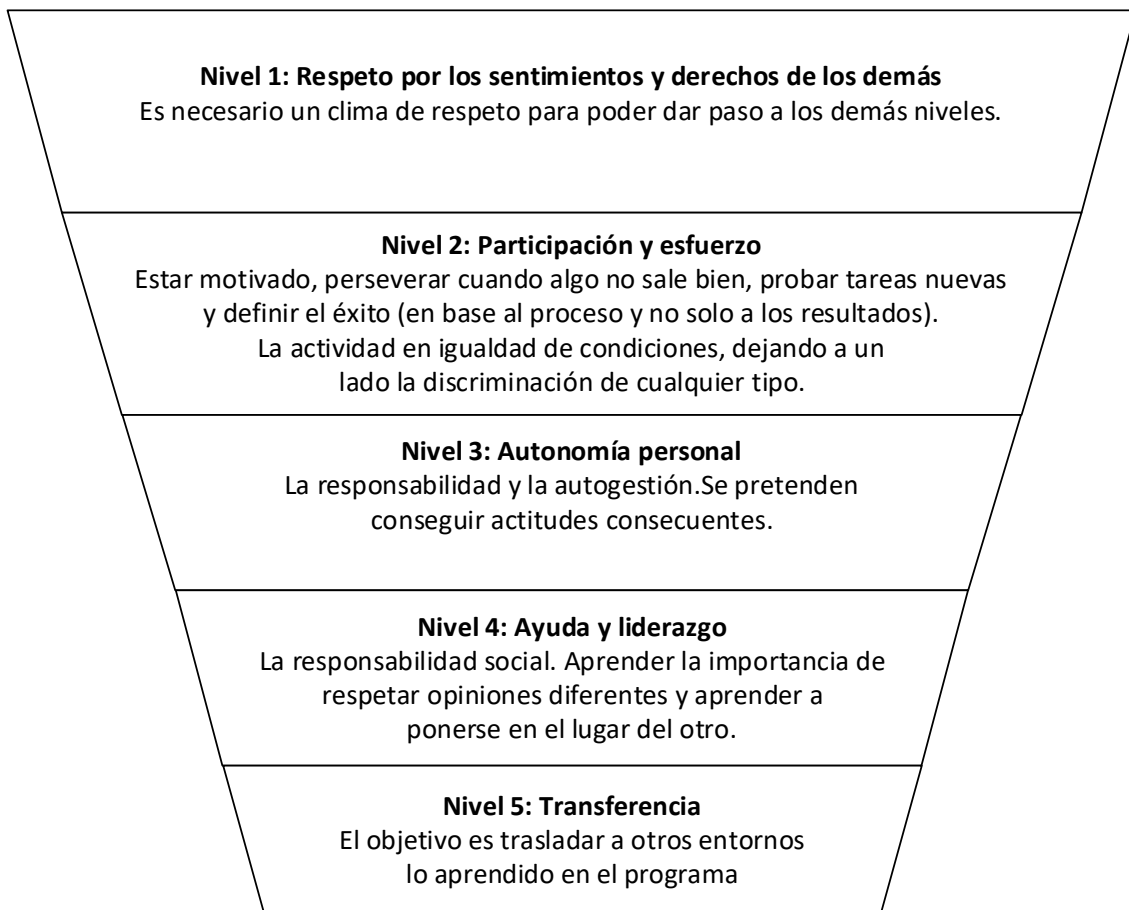 Nivel 1: Respeto por los sentimientos y derechos de los demás
Es necesario un clima de respeto para poder dar paso a los demás niveles.
Nivel 2: Participación y esfuerzo
Estar motivado, perseverar cuando algo no sale bien, probar tareas nuevas
y definir el éxito (en base al proceso y no solo a los resultados).
La actividad en igualdad de condiciones, dejando a un
lado la discriminación de cualquier tipo.
Nivel 3: Autonomía personal
La responsabilidad y la autogestión.Se pretenden
conseguir actitudes consecuentes.
Nivel 4: Ayuda y liderazgo
La responsabilidad social. Aprender la importancia de
respetar opiniones diferentes y aprender a
ponerse en el lugar del otro.
Nivel 5: Transferencia
El objetivo es trasladar a otros entornos
lo aprendido en el programa